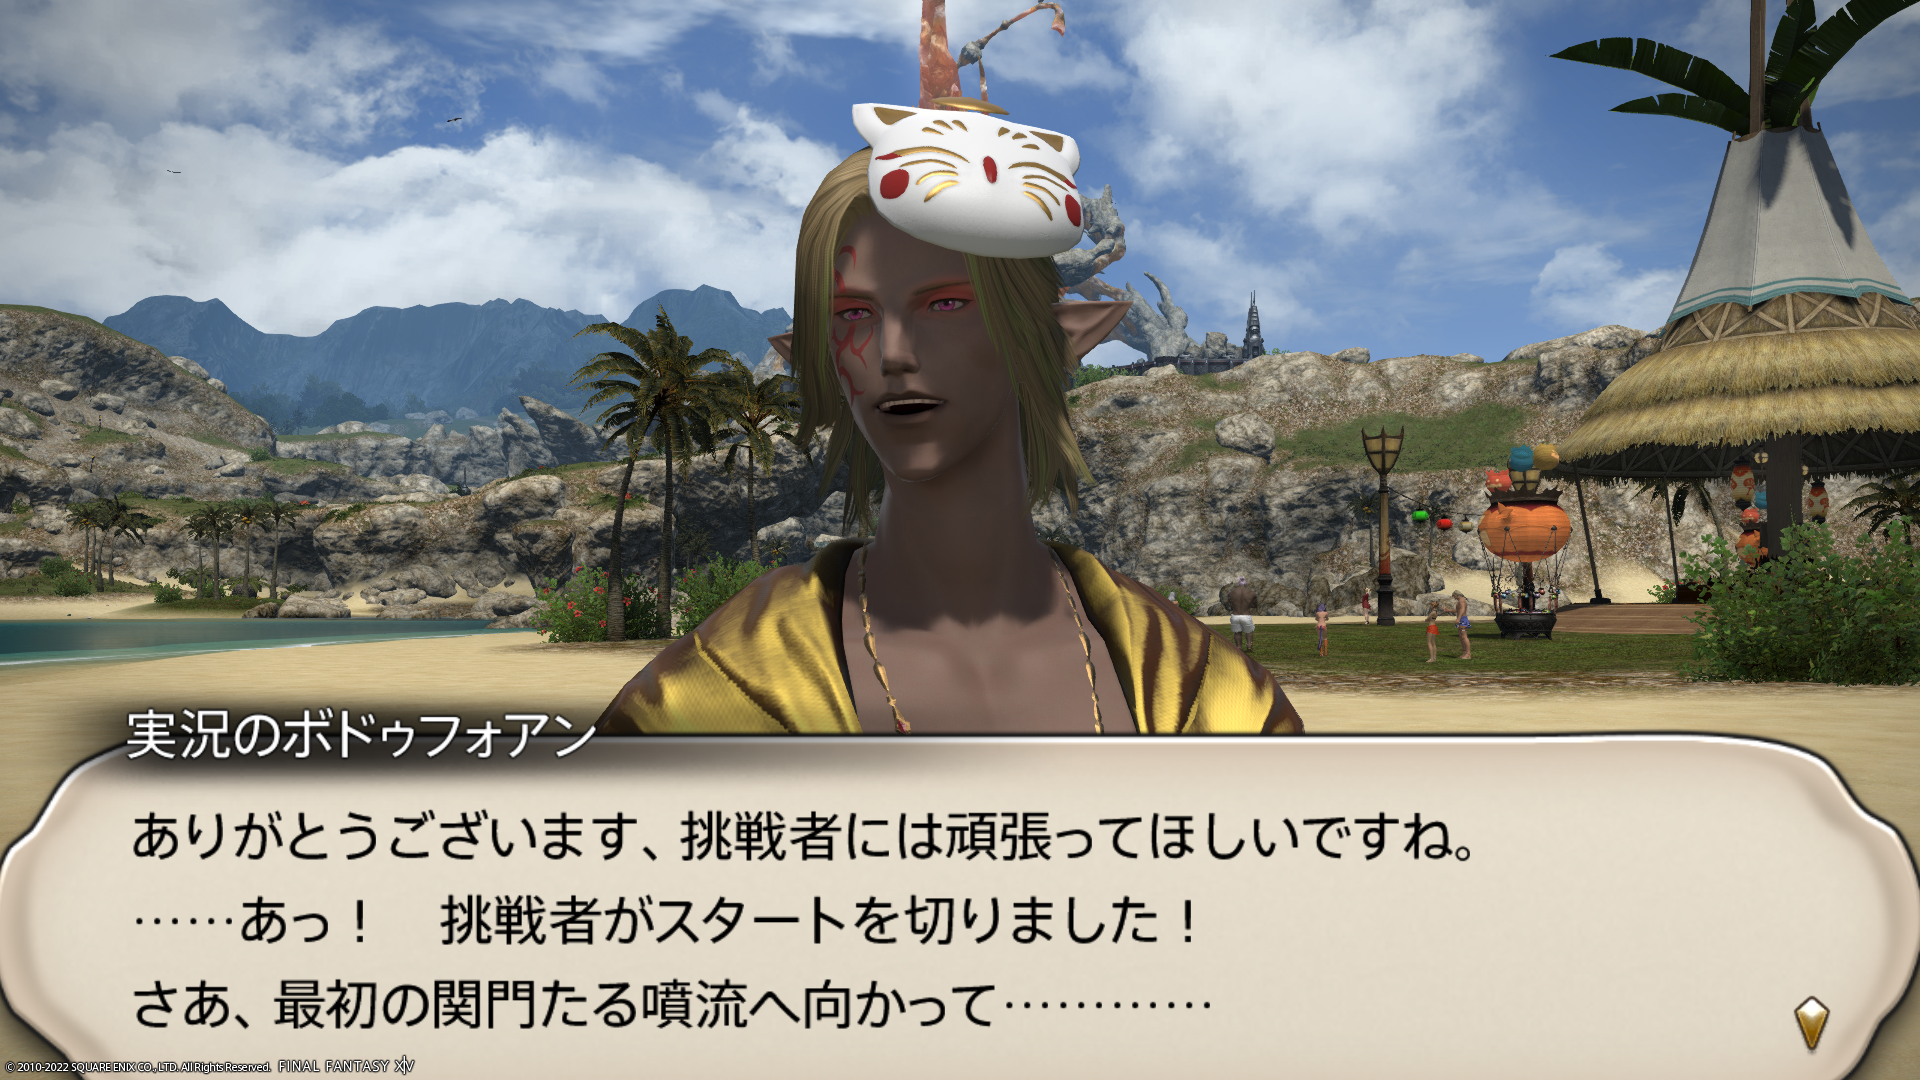 実況のボドゥフォアン
ありがとうございます、挑戦者には頑張ってほしいですね。
……あっ！　挑戦者がスタートを切りました！
さあ、最初の関門たる噴流へ向かって…………
© 2010-2022 SQUARE ENIX CO., LTD. All Rights Reserved. FINAL FANTASY XIV